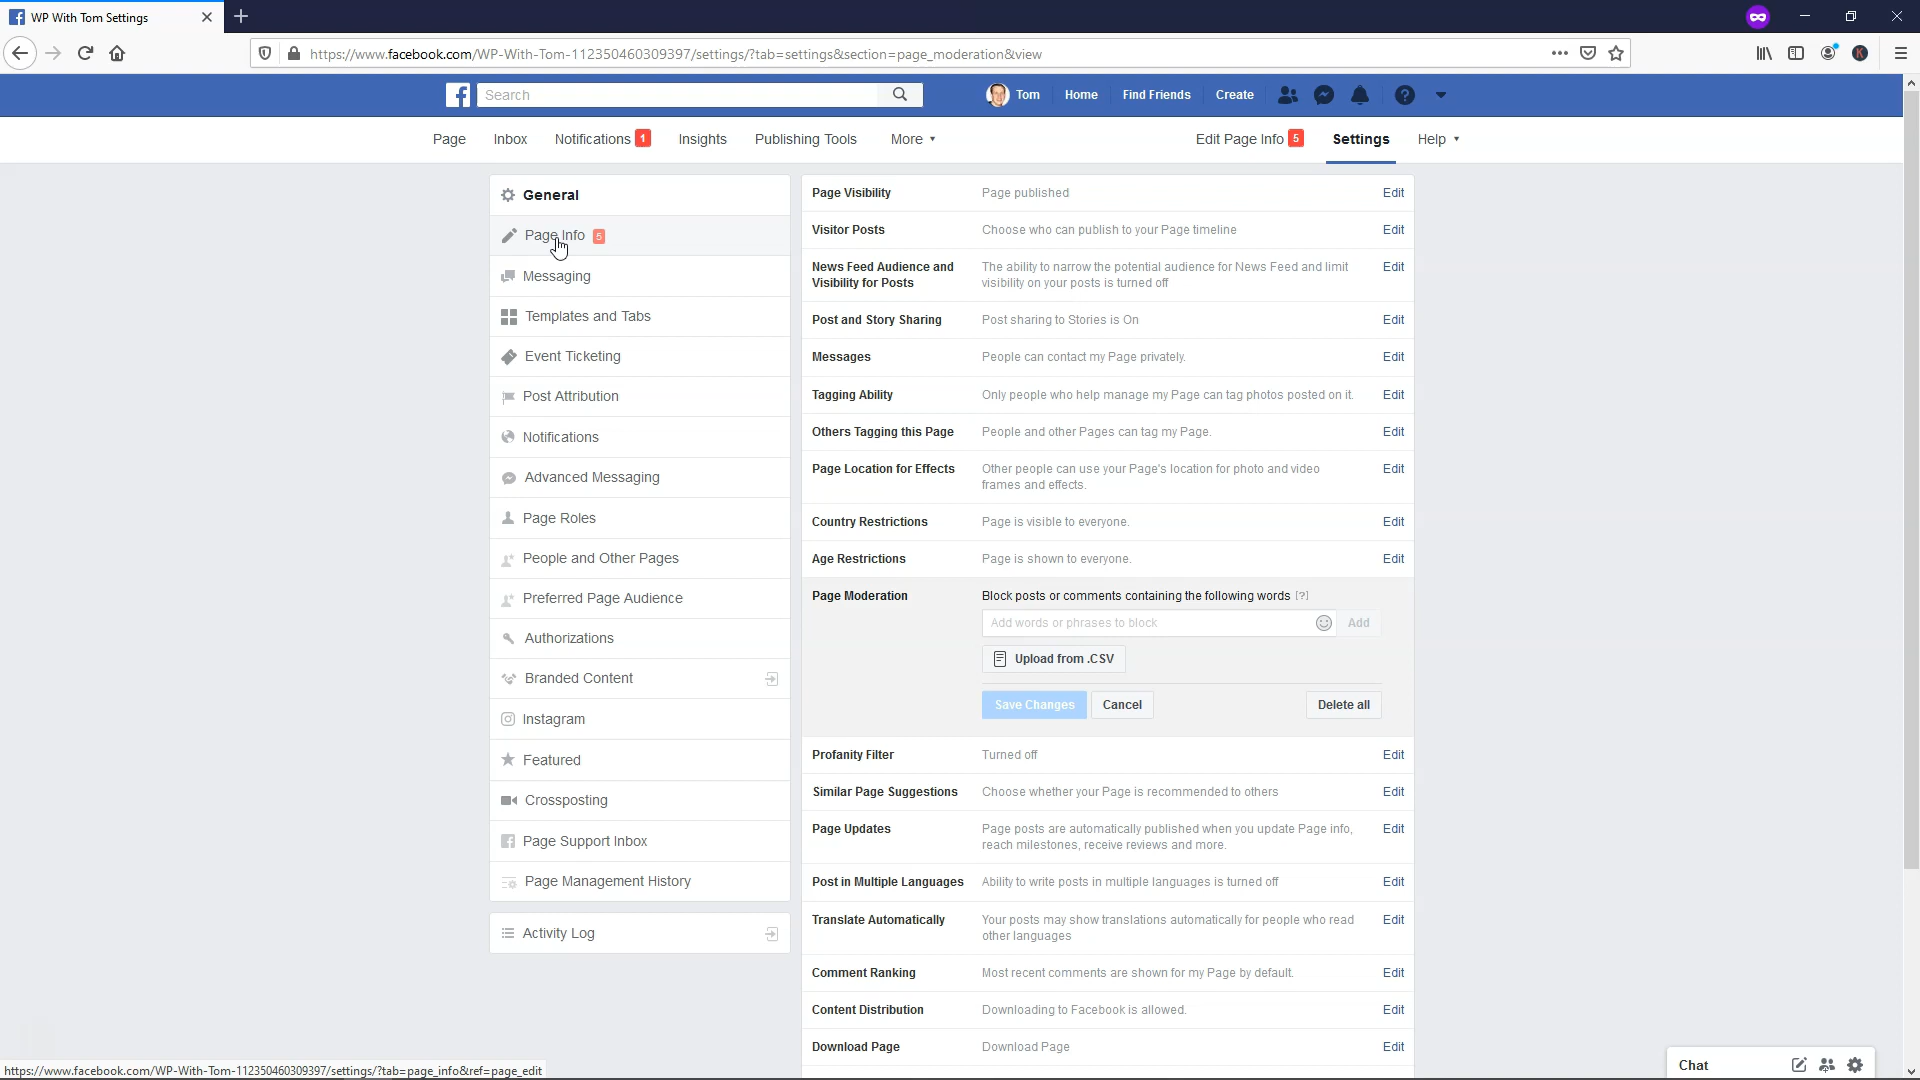 WP With Tom Settings
https://www.facebook.com/WP-With-Tom-112350460309397/settings/?tab=settings&section=page_moderation&view
Search
Tom
Home
Find Friends
Create
Page
Inbox
Notifications 1
Insights
Publishing Tools
More
Edit Page Info 5
Settings
Help
General
Page Info 5
Messaging
Templates and Tabs
Event Ticketing
Post Attribution
Notifications
Advanced Messaging
Page Roles
People and Other Pages
Preferred Page Audience
Authorizations
Branded Content
Instagram
Featured
Crossposting
Page Support Inbox
Page Management History
Activity Log
Page Visibility Page published Edit
Visitor Posts Choose who can publish to your Page timeline Edit
News Feed Audience and The ability to narrow the potential audience for News Feed and limit Edit
Visibility for Posts visibility on your posts is turned off
Post and Story Sharing Post sharing to Stories is On Edit
Messages People can contact my Page privately. Edit
Tagging Ability Only people who help manage my Page can tag photos posted on it. Edit
Others Tagging this Page People and other Pages can tag my Page. Edit
Page Location for Effects Other people can use your Page's location for photo and video Edit
frames and effects.
Country Restrictions Page is visible to everyone. Edit
Age Restrictions Page is shown to everyone. Edit
Page Moderation Block posts or comments containing the following words [?]
Add words or phrases to block Add
Upload from .CSV
Save Changes Cancel Delete all
Profanity Filter Turned off Edit
Similar Page Suggestions Choose whether your Page is recommended to others Edit
Page Updates Page posts are automatically published when you update Page info, Edit
reach milestones, receive reviews and more.
Post in Multiple Languages Ability to write posts in multiple languages is turned off Edit
Translate Automatically Your posts may show translations automatically for people who read Edit
other languages
Comment Ranking Most recent comments are shown for my Page by default. Edit
Content Distribution Downloading to Facebook is allowed. Edit
Download Page Download Page Edit
Chat
https://www.facebook.com/WP-With-Tom-112350460309397/settings/?tab=page_info&ref=page_edit